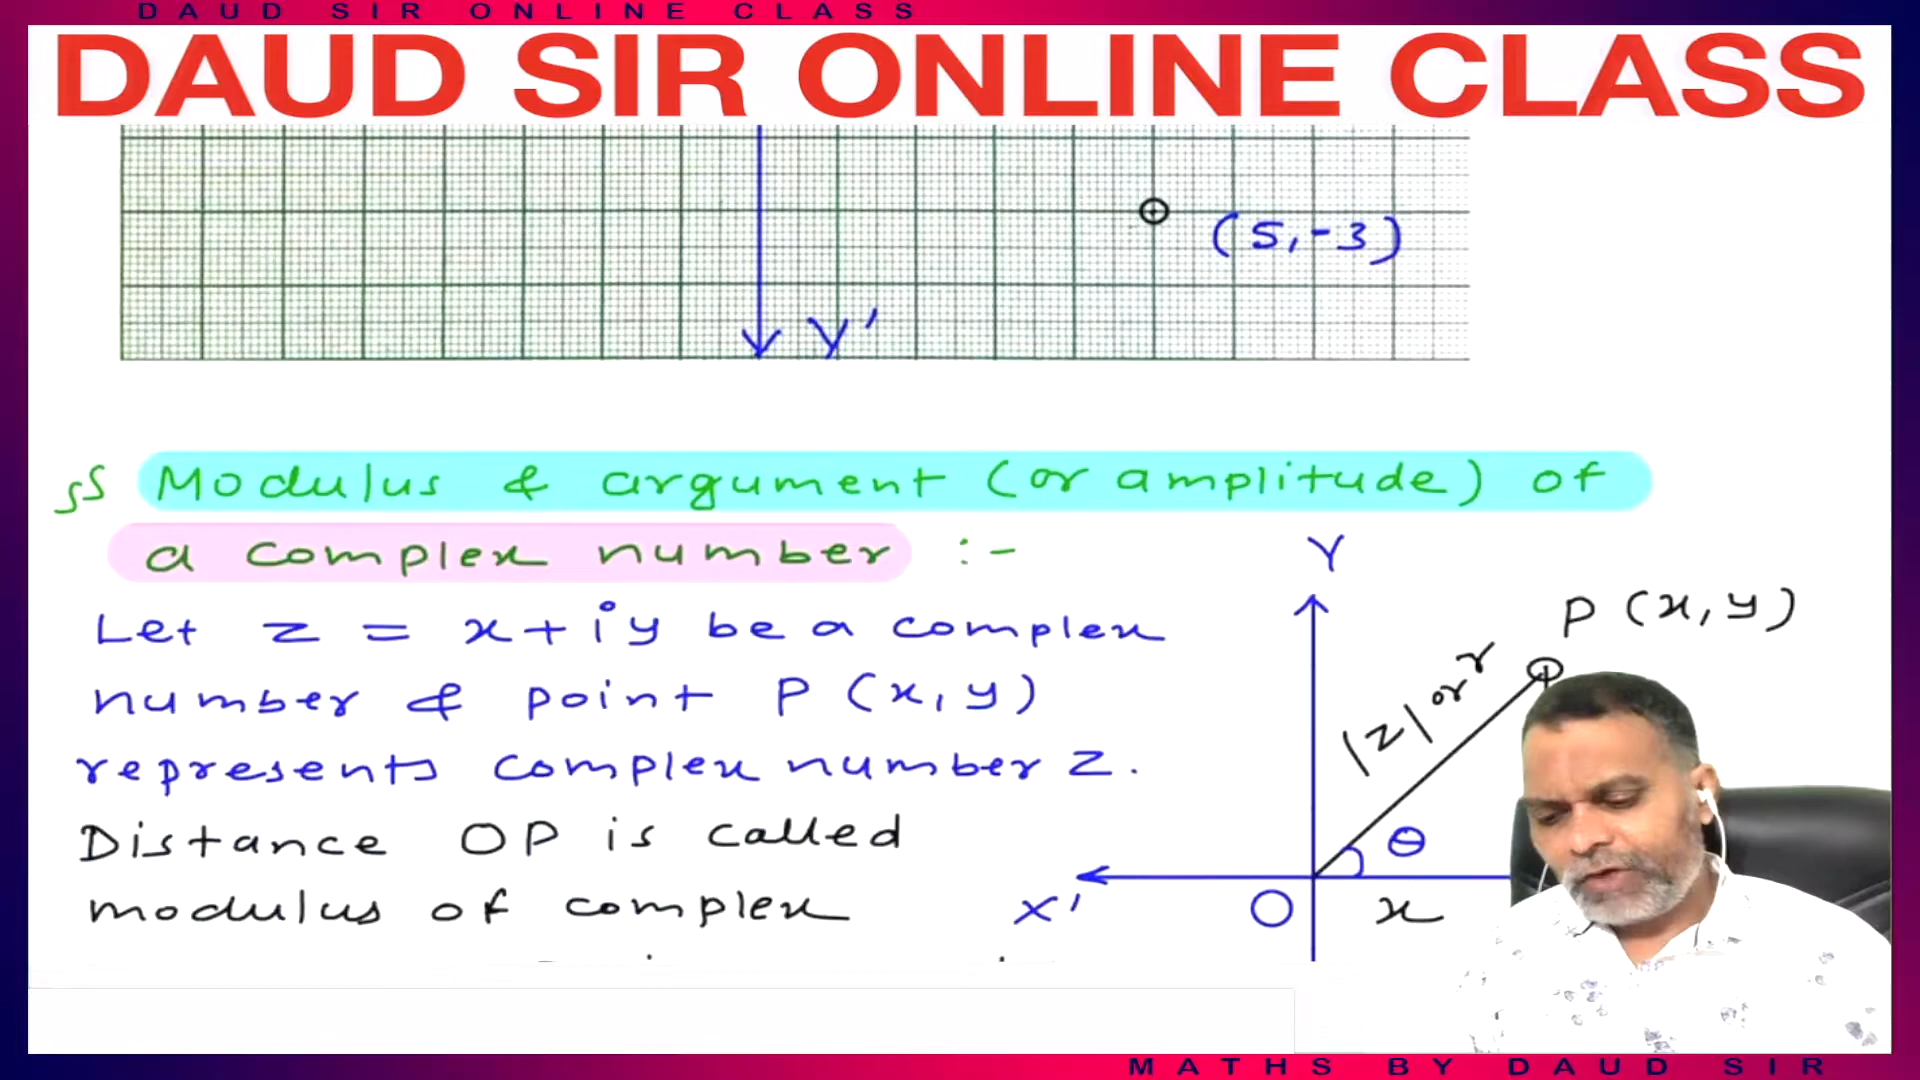 DAUD SIR ONLINE CLASS
DAUD SIR ONLINE CLASS
(5,-3)
Y'
Modulus & argument (or amplitude) of
a complex number :-
Y
P (x,y)
Let z = x+iy be a complex
|z| or r
number & point P (x,y)
represents complex number z.
Distance OP is called
θ
modulus of complex
X' O x
MATHS BY DAUD SIR